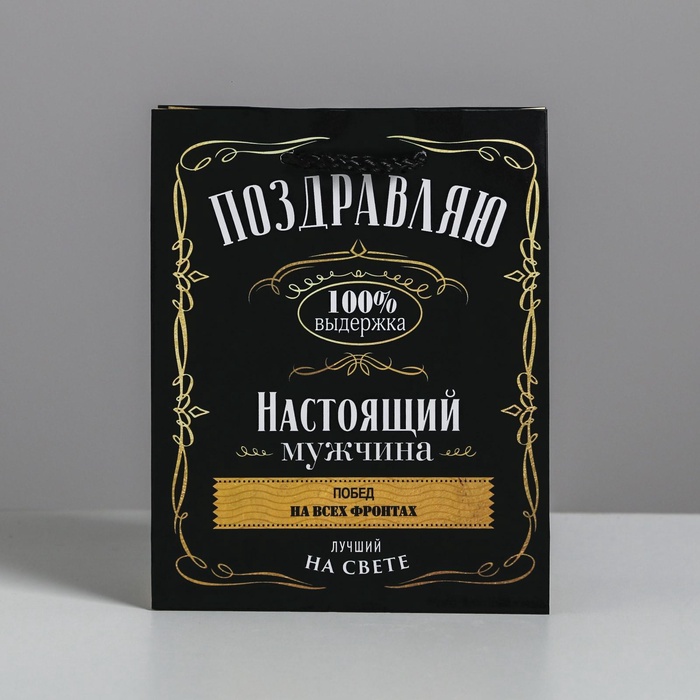 ПОЗДРАВЛЯЮ
100%
выдержка
НАСТОЯЩИЙ
мужчина
ПОБЕД
НА ВСЕХ ФРОНТАХ
ЛУЧШИЙ
НА СВЕТЕ